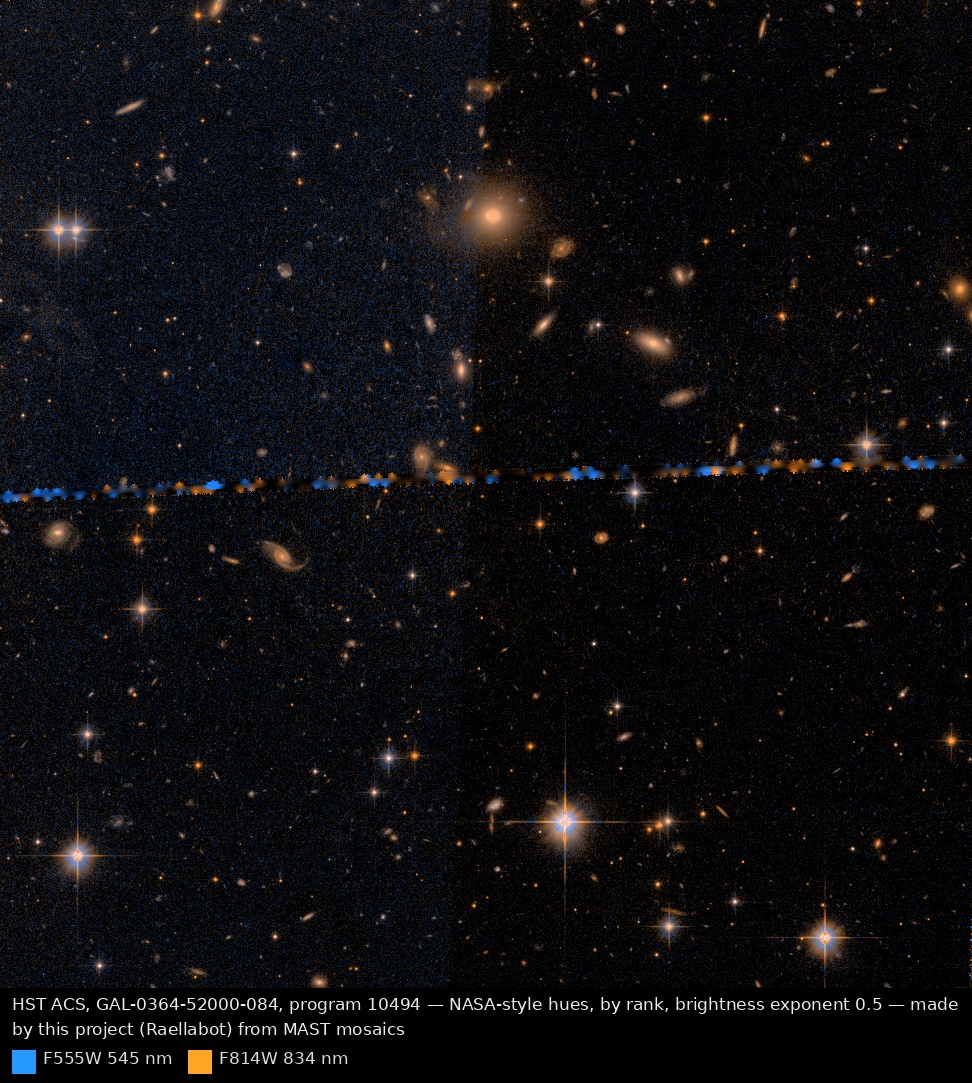 HST ACS, GAL-0364-52000-084, program 10494 — NASA-style hues, by rank, brightness exponent 0.5 — made
by this project (Raellabot) from MAST mosaics
F555W 545 nm F814W 834 nm